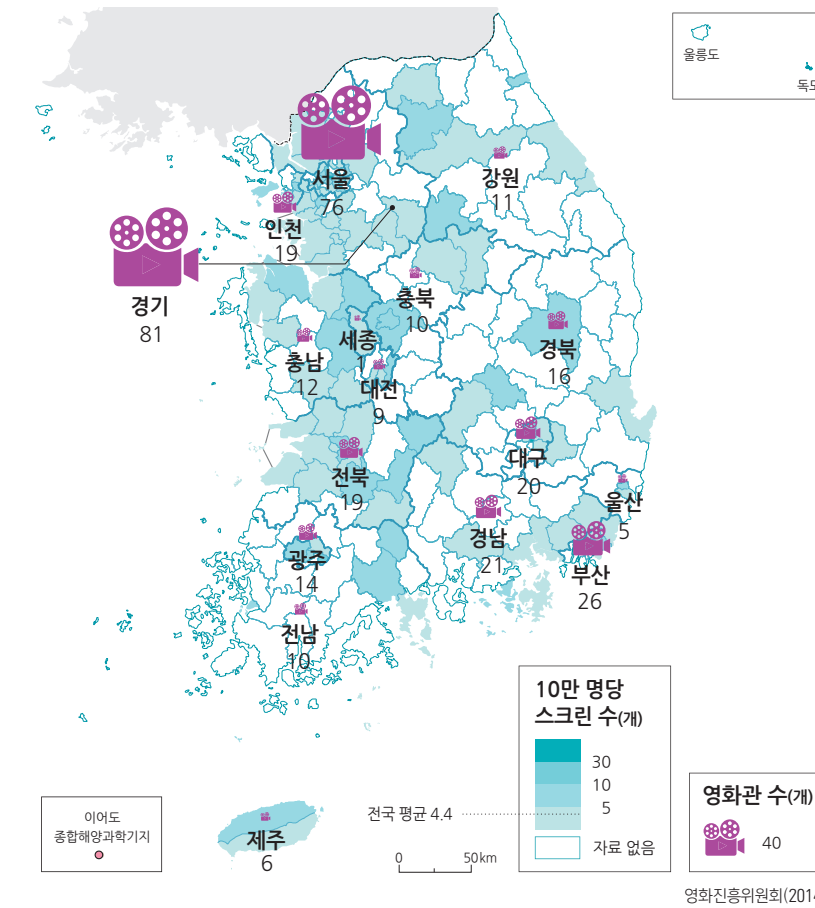 울릉도
독도
서울
76
강원
11
인천
19
경기
81
충북
10
세종
1
충남
12
대전
9
경북
16
전북
19
대구
20
울산
5
경남
21
부산
26
광주
14
전남
10
제주
6
이어도
종합해양과학기지
전국 평균 4.4
0 50km
10만 명당
스크린 수(개)
30
10
5
자료 없음
영화관 수(개)
40
영화진흥위원회(2014